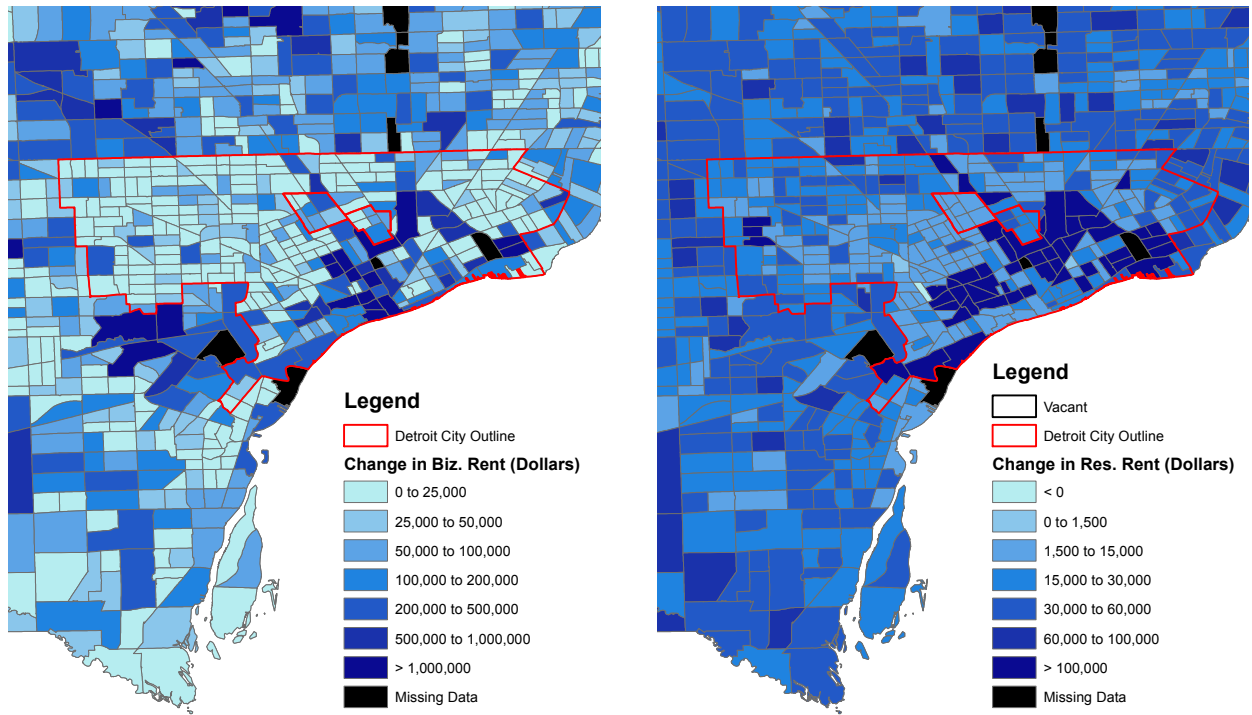 Legend
Detroit City Outline
Change in Biz. Rent (Dollars)
0 to 25,000
25,000 to 50,000
50,000 to 100,000
100,000 to 200,000
200,000 to 500,000
500,000 to 1,000,000
> 1,000,000
Missing Data
Legend
Vacant
Detroit City Outline
Change in Res. Rent (Dollars)
< 0
0 to 1,500
1,500 to 15,000
15,000 to 30,000
30,000 to 60,000
60,000 to 100,000
> 100,000
Missing Data